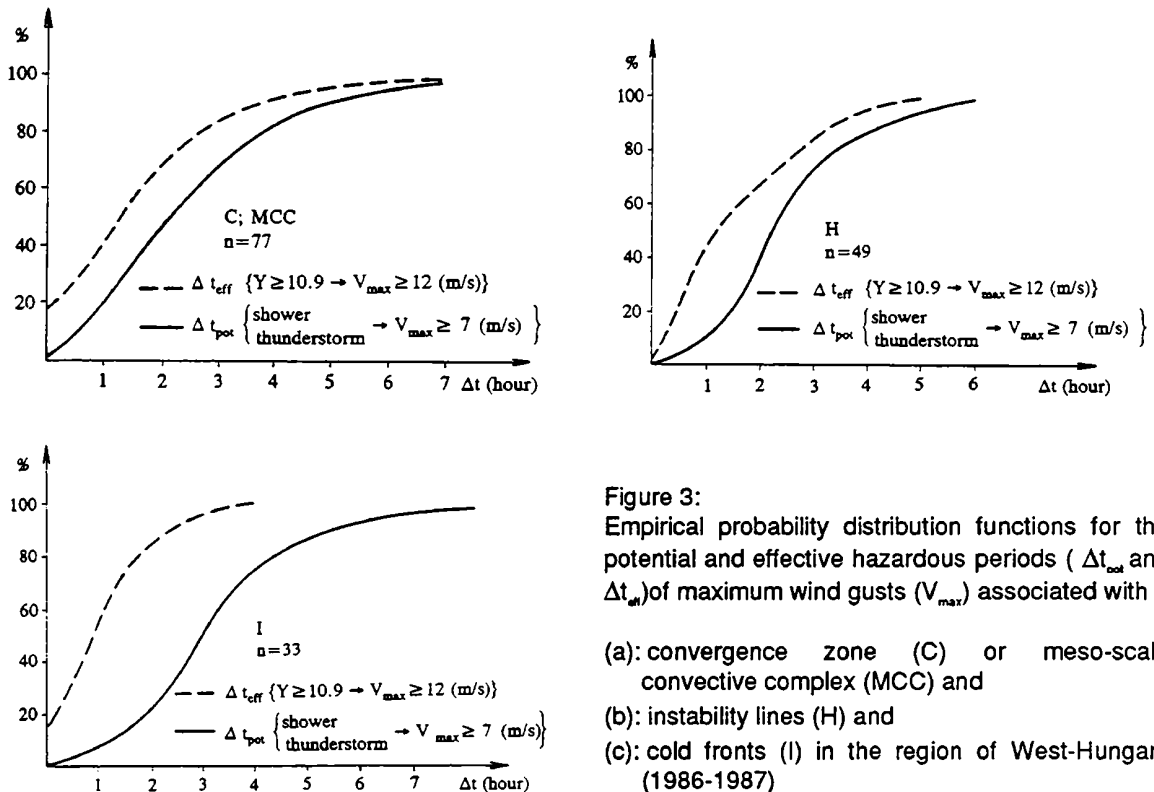 %
100
80
60
40
20
C; MCC
n=77
Δ t_eff {Y ≥ 10.9 → V_max ≥ 12 (m/s)}
Δ t_pot { shower
thunderstorm → V_max ≥ 7 (m/s) }
1 2 3 4 5 6 7 Δt (hour)
%
100
80
60
40
20
H
n=49
Δ t_eff {Y ≥ 10.9 → V_max ≥ 12 (m/s)}
Δ t_pot { shower
thunderstorm → V_max ≥ 7 (m/s) }
1 2 3 4 5 6 Δt (hour)
%
100
80
60
40
20
I
n=33
Δ t_eff {Y ≥ 10.9 → V_max ≥ 12 (m/s)}
Δ t_pot { shower
thunderstorm → V_max ≥ 7 (m/s)}
1 2 3 4 5 6 7 Δt (hour)
Figure 3:
Empirical probability distribution functions for th
potential and effective hazardous periods ( Δt_pot an
Δt_eff)of maximum wind gusts (V_max) associated with
(a): convergence zone (C) or meso-scal
convective complex (MCC) and
(b): instability lines (H) and
(c): cold fronts (I) in the region of West-Hungar
(1986-1987)